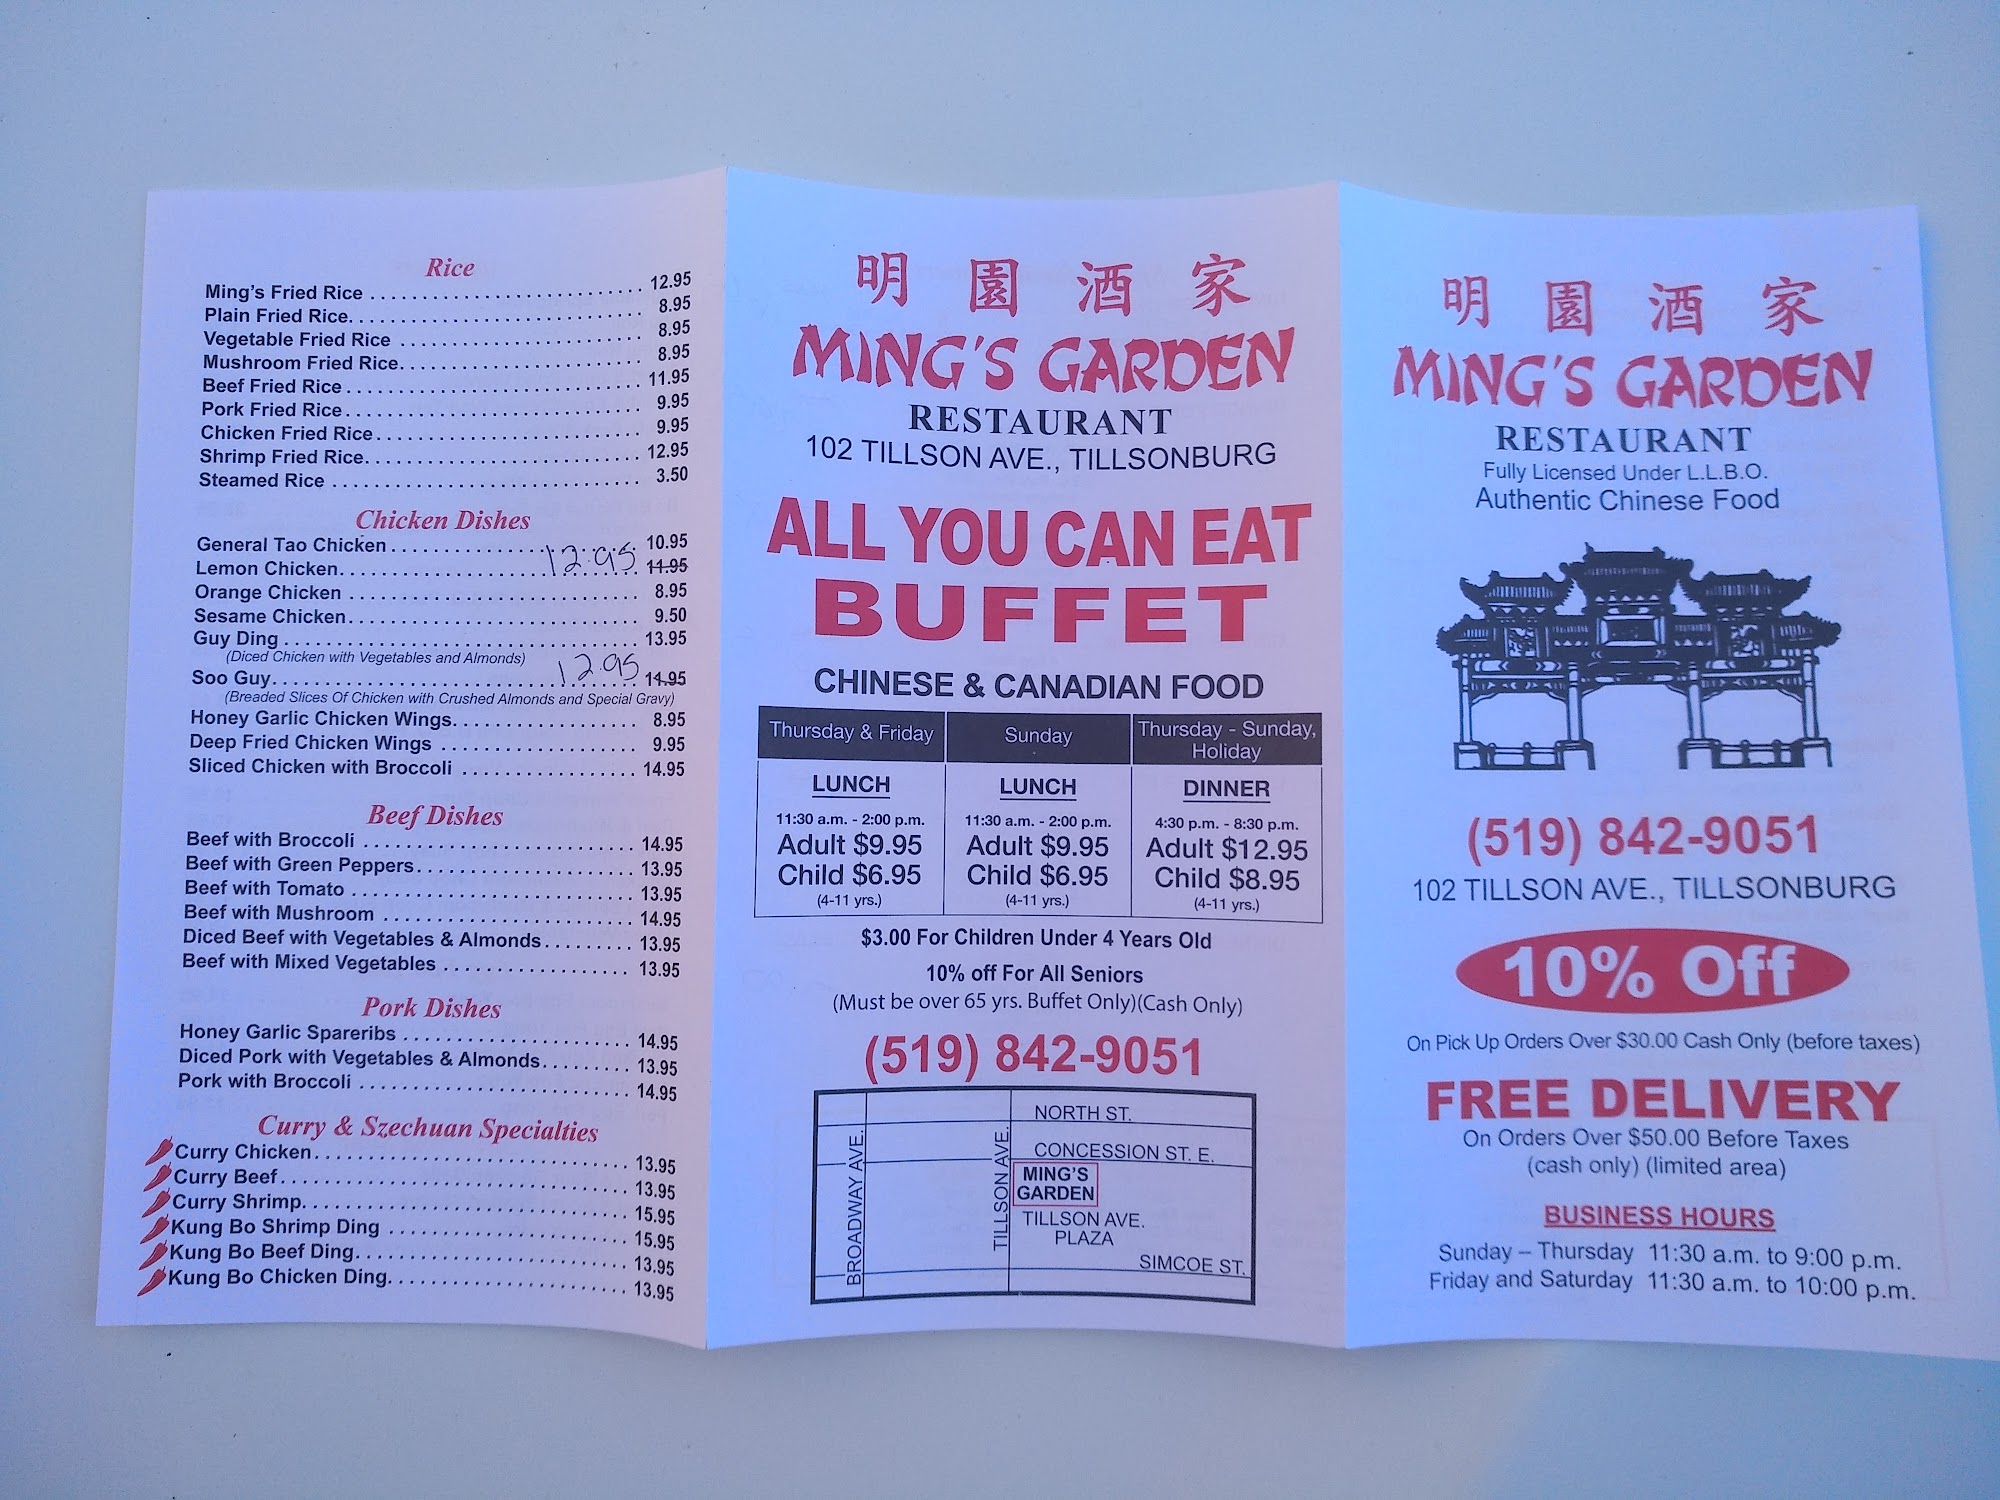 Rice
Ming's Fried Rice 12.95
Plain Fried Rice 8.95
Vegetable Fried Rice 8.95
Mushroom Fried Rice 8.95
Beef Fried Rice 11.95
Pork Fried Rice 9.95
Chicken Fried Rice 9.95
Shrimp Fried Rice 12.95
Steamed Rice 3.50
Chicken Dishes
General Tao Chicken 10.95
Lemon Chicken 12.95 11.95
Orange Chicken 8.95
Sesame Chicken 9.50
Guy Ding 13.95
(Diced Chicken with Vegetables and Almonds)
Soo Guy 12.95 11.95
(Breaded Slices Of Chicken with Crushed Almonds and Special Gravy)
Honey Garlic Chicken Wings 8.95
Deep Fried Chicken Wings 9.95
Sliced Chicken with Broccoli 14.95
Beef Dishes
Beef with Broccoli 14.95
Beef with Green Peppers 13.95
Beef with Tomato 13.95
Beef with Mushroom 14.95
Diced Beef with Vegetables & Almonds 13.95
Beef with Mixed Vegetables 13.95
Pork Dishes
Honey Garlic Spareribs 14.95
Diced Pork with Vegetables & Almonds 13.95
Pork with Broccoli 14.95
Curry & Szechuan Specialties
Curry Chicken 13.95
Curry Beef 13.95
Curry Shrimp 15.95
Kung Bo Shrimp Ding 15.95
Kung Bo Beef Ding 13.95
Kung Bo Chicken Ding 13.95
明園酒家
MING'S GARDEN
RESTAURANT
102 TILLSON AVE., TILLSONBURG
ALL YOU CAN EAT
BUFFET
CHINESE & CANADIAN FOOD
Thursday & Friday
LUNCH
11:30 a.m. - 2:00 p.m.
Adult $9.95
Child $6.95
(4-11 yrs.)
Sunday
LUNCH
11:30 a.m. - 2:00 p.m.
Adult $9.95
Child $6.95
(4-11 yrs.)
Thursday - Sunday,
Holiday
DINNER
4:30 p.m. - 8:30 p.m.
Adult $12.95
Child $8.95
(4-11 yrs.)
$3.00 For Children Under 4 Years Old
10% off For All Seniors
(Must be over 65 yrs. Buffet Only)(Cash Only)
(519) 842-9051
NORTH ST.
CONCESSION ST. E.
BROADWAY AVE.
TILLSON AVE.
MING'S
GARDEN
TILLSON AVE.
PLAZA
SIMCOE ST.
明園酒家
MING'S GARDEN
RESTAURANT
Fully Licensed Under L.L.B.O.
Authentic Chinese Food
(519) 842-9051
102 TILLSON AVE., TILLSONBURG
10% Off
On Pick Up Orders Over $30.00 Cash Only (before taxes)
FREE DELIVERY
On Orders Over $50.00 Before Taxes
(cash only) (limited area)
BUSINESS HOURS
Sunday – Thursday 11:30 a.m. to 9:00 p.m.
Friday and Saturday 11:30 a.m. to 10:00 p.m.